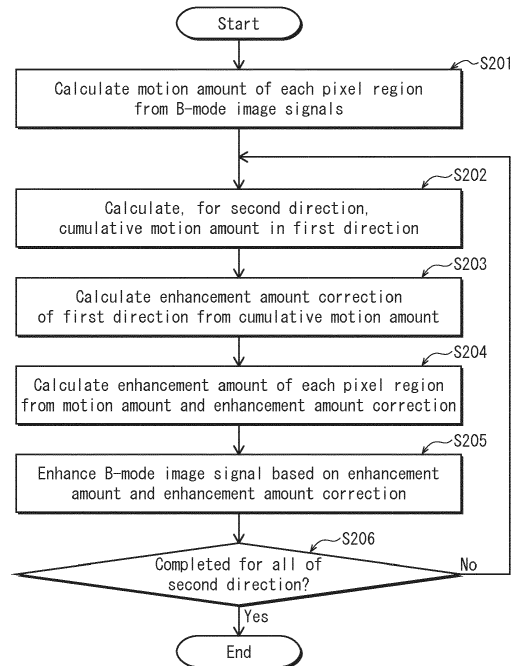 Start
S201
Calculate motion amount of each pixel region
from B-mode image signals
S202
Calculate, for second direction,
cumulative motion amount in first direction
S203
Calculate enhancement amount correction
of first direction from cumulative motion amount
S204
Calculate enhancement amount of each pixel region
from motion amount and enhancement amount correction
S205
Enhance B-mode image signal based on enhancement
amount and enhancement amount correction
S206
Completed for all of
second direction?
No
Yes
End